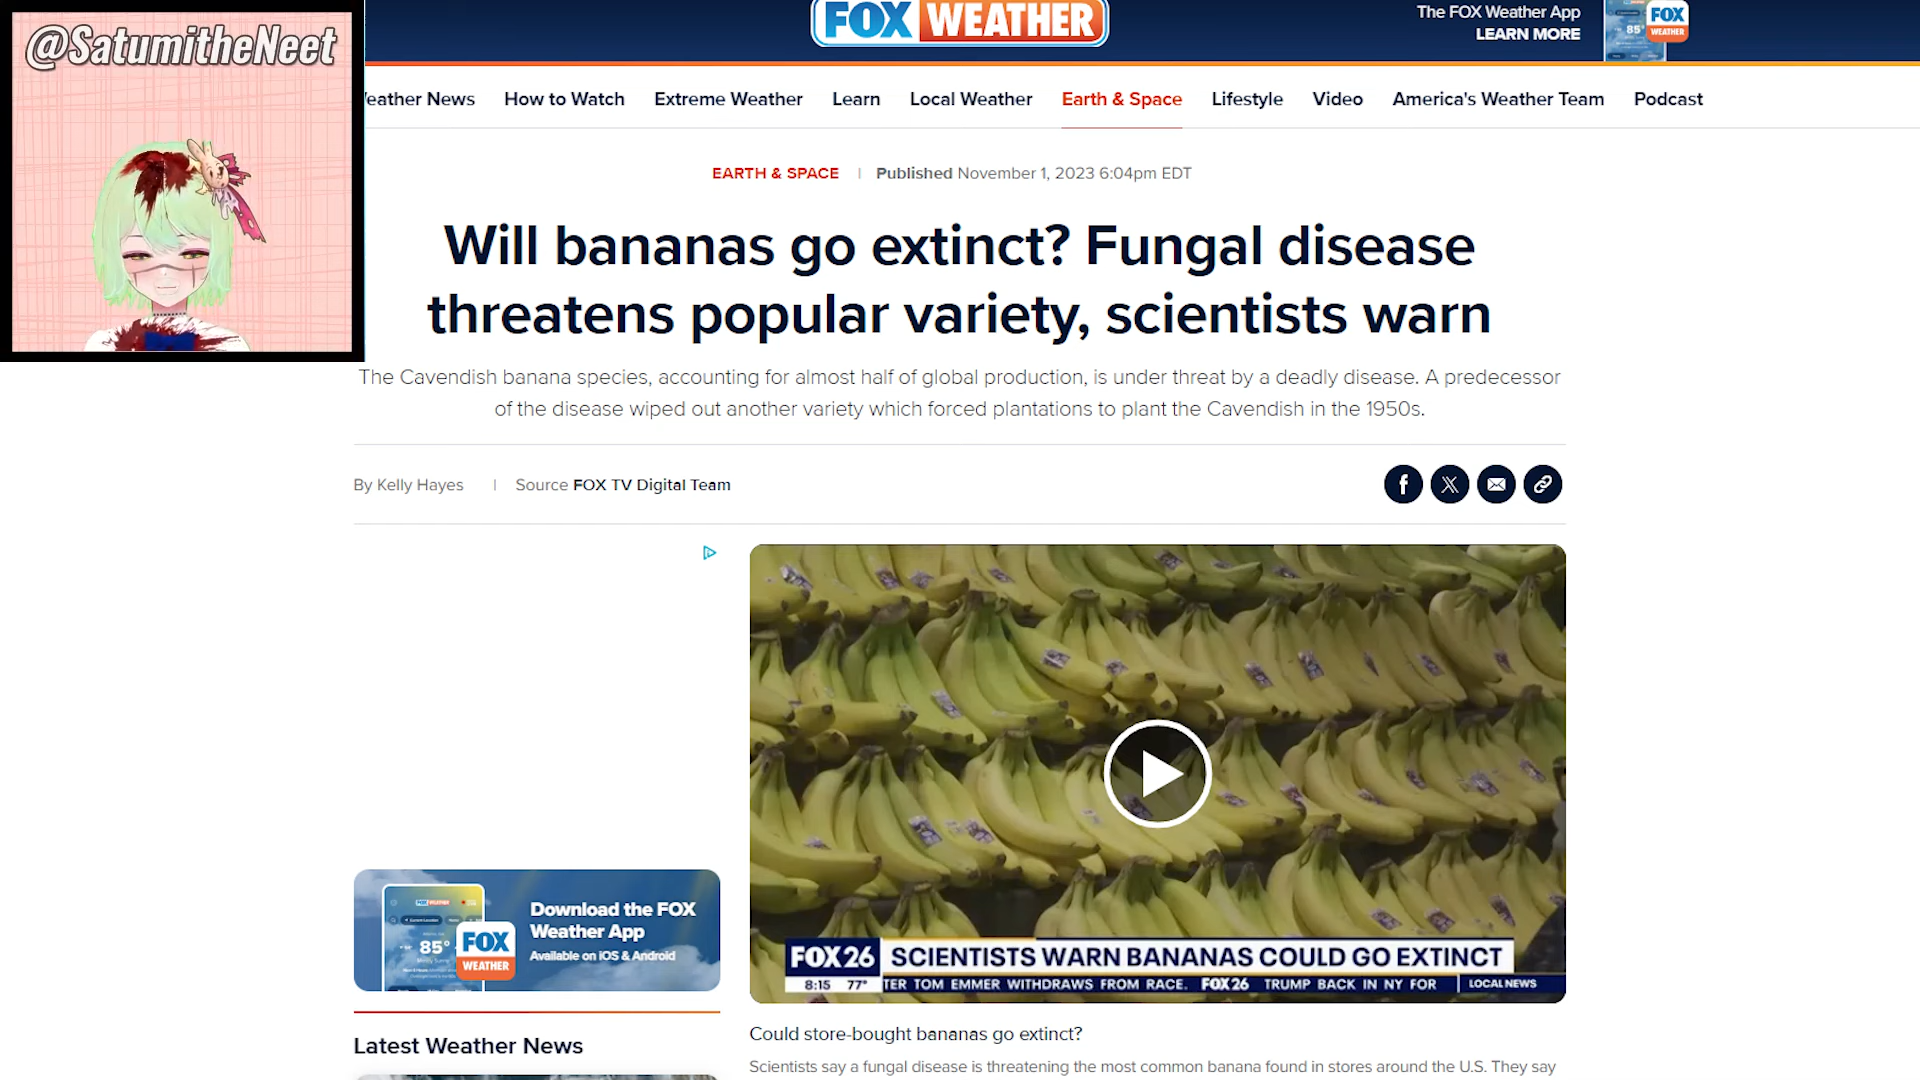 @SatumitheNeet
FOX WEATHER
The FOX Weather App
LEARN MORE
85°
FOX
WEATHER
eather News How to Watch Extreme Weather Learn Local Weather Earth & Space Lifestyle Video America's Weather Team Podcast
EARTH & SPACE | Published November 1, 2023 6:04pm EDT
Will bananas go extinct? Fungal disease
threatens popular variety, scientists warn
The Cavendish banana species, accounting for almost half of global production, is under threat by a deadly disease. A predecessor
of the disease wiped out another variety which forced plantations to plant the Cavendish in the 1950s.
By Kelly Hayes | Source FOX TV Digital Team
Download the FOX
Weather App
Available on iOS & Android
85°
FOX
WEATHER
FOX 26 SCIENTISTS WARN BANANAS COULD GO EXTINCT
8:15 77° TER TOM EMMER WITHDRAWS FROM RACE. FOX 26 TRUMP BACK IN NY FOR LOCAL NEWS
Latest Weather News
Could store-bought bananas go extinct?
Scientists say a fungal disease is threatening the most common banana found in stores around the U.S. They say